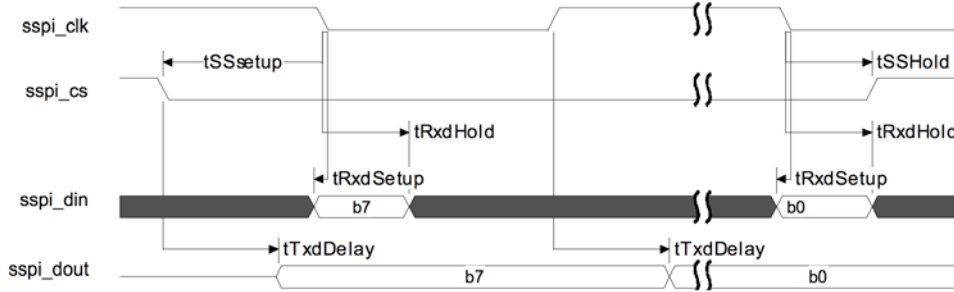 sspi_clk
tSSsetup tSSHold
sspi_cs
tRxdHold tRxdHold
tRxdSetup tRxdSetup
sspi_din b7 b0
tTxdDelay tTxdDelay
sspi_dout b7 b0